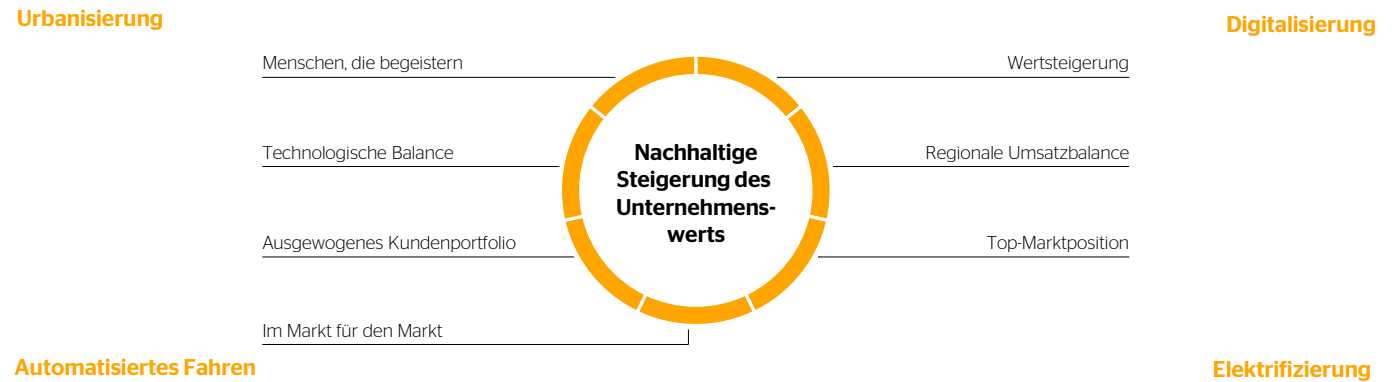 Urbanisierung
Digitalisierung
Menschen, die begeistern
Wertsteigerung
Technologische Balance
Regionale Umsatzbalance
Nachhaltige
Steigerung des
Unternehmens-
werts
Ausgewogenes Kundenportfolio
Top-Marktposition
Im Markt für den Markt
Automatisiertes Fahren
Elektrifizierung